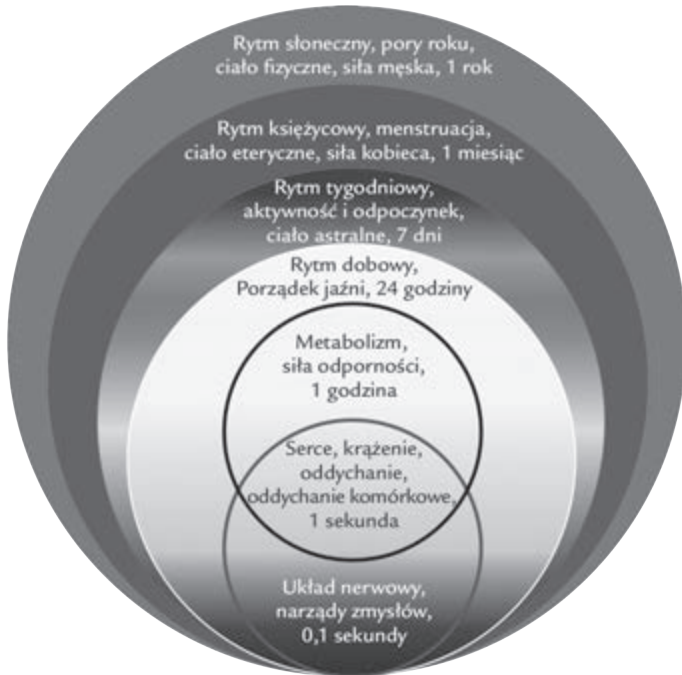 Rytm słoneczny, pory roku,
ciało fizyczne, siła męska, 1 rok
Rytm księżycowy, menstruacja,
ciało eteryczne, siła kobieca, 1 miesiąc
Rytm tygodniowy,
aktywność i odpoczynek,
ciało astralne, 7 dni
Rytm dobowy,
Porządek jaźni, 24 godziny
Metabolizm,
siła odporności,
1 godzina
Serce, krążenie,
oddychanie,
oddychanie komórkowe,
1 sekunda
Układ nerwowy,
narządy zmysłów,
0,1 sekundy